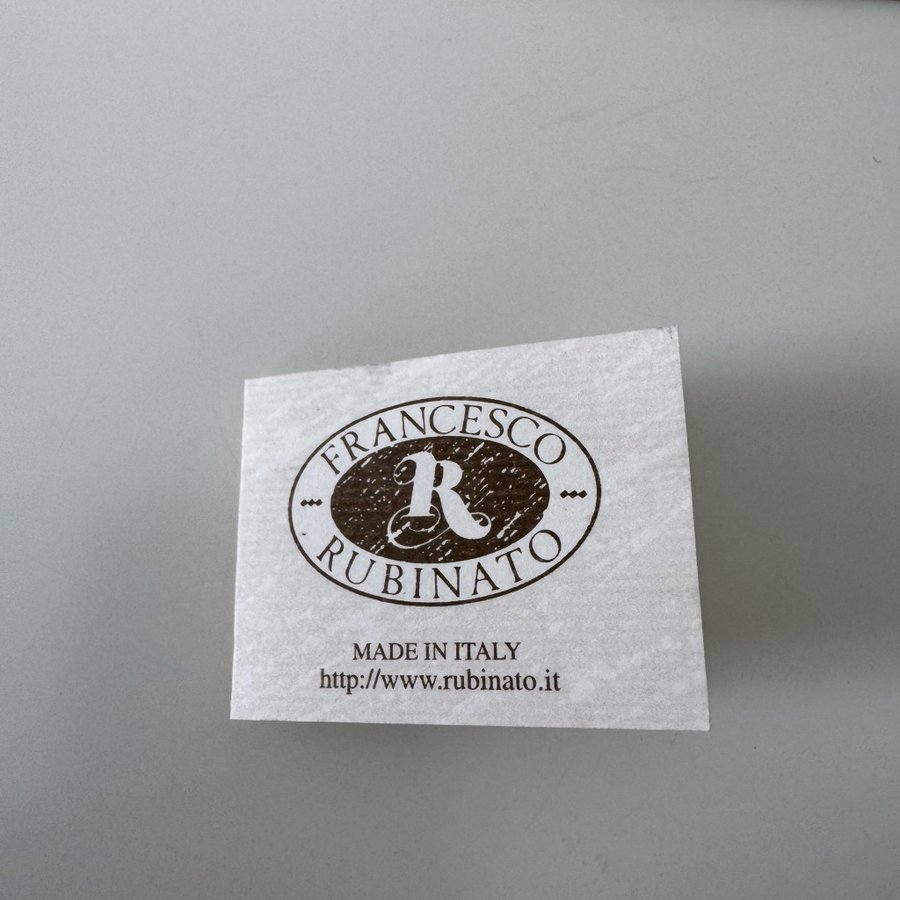 FRANCESCO
R
RUBINATO
MADE IN ITALY
http://www.rubinato.it